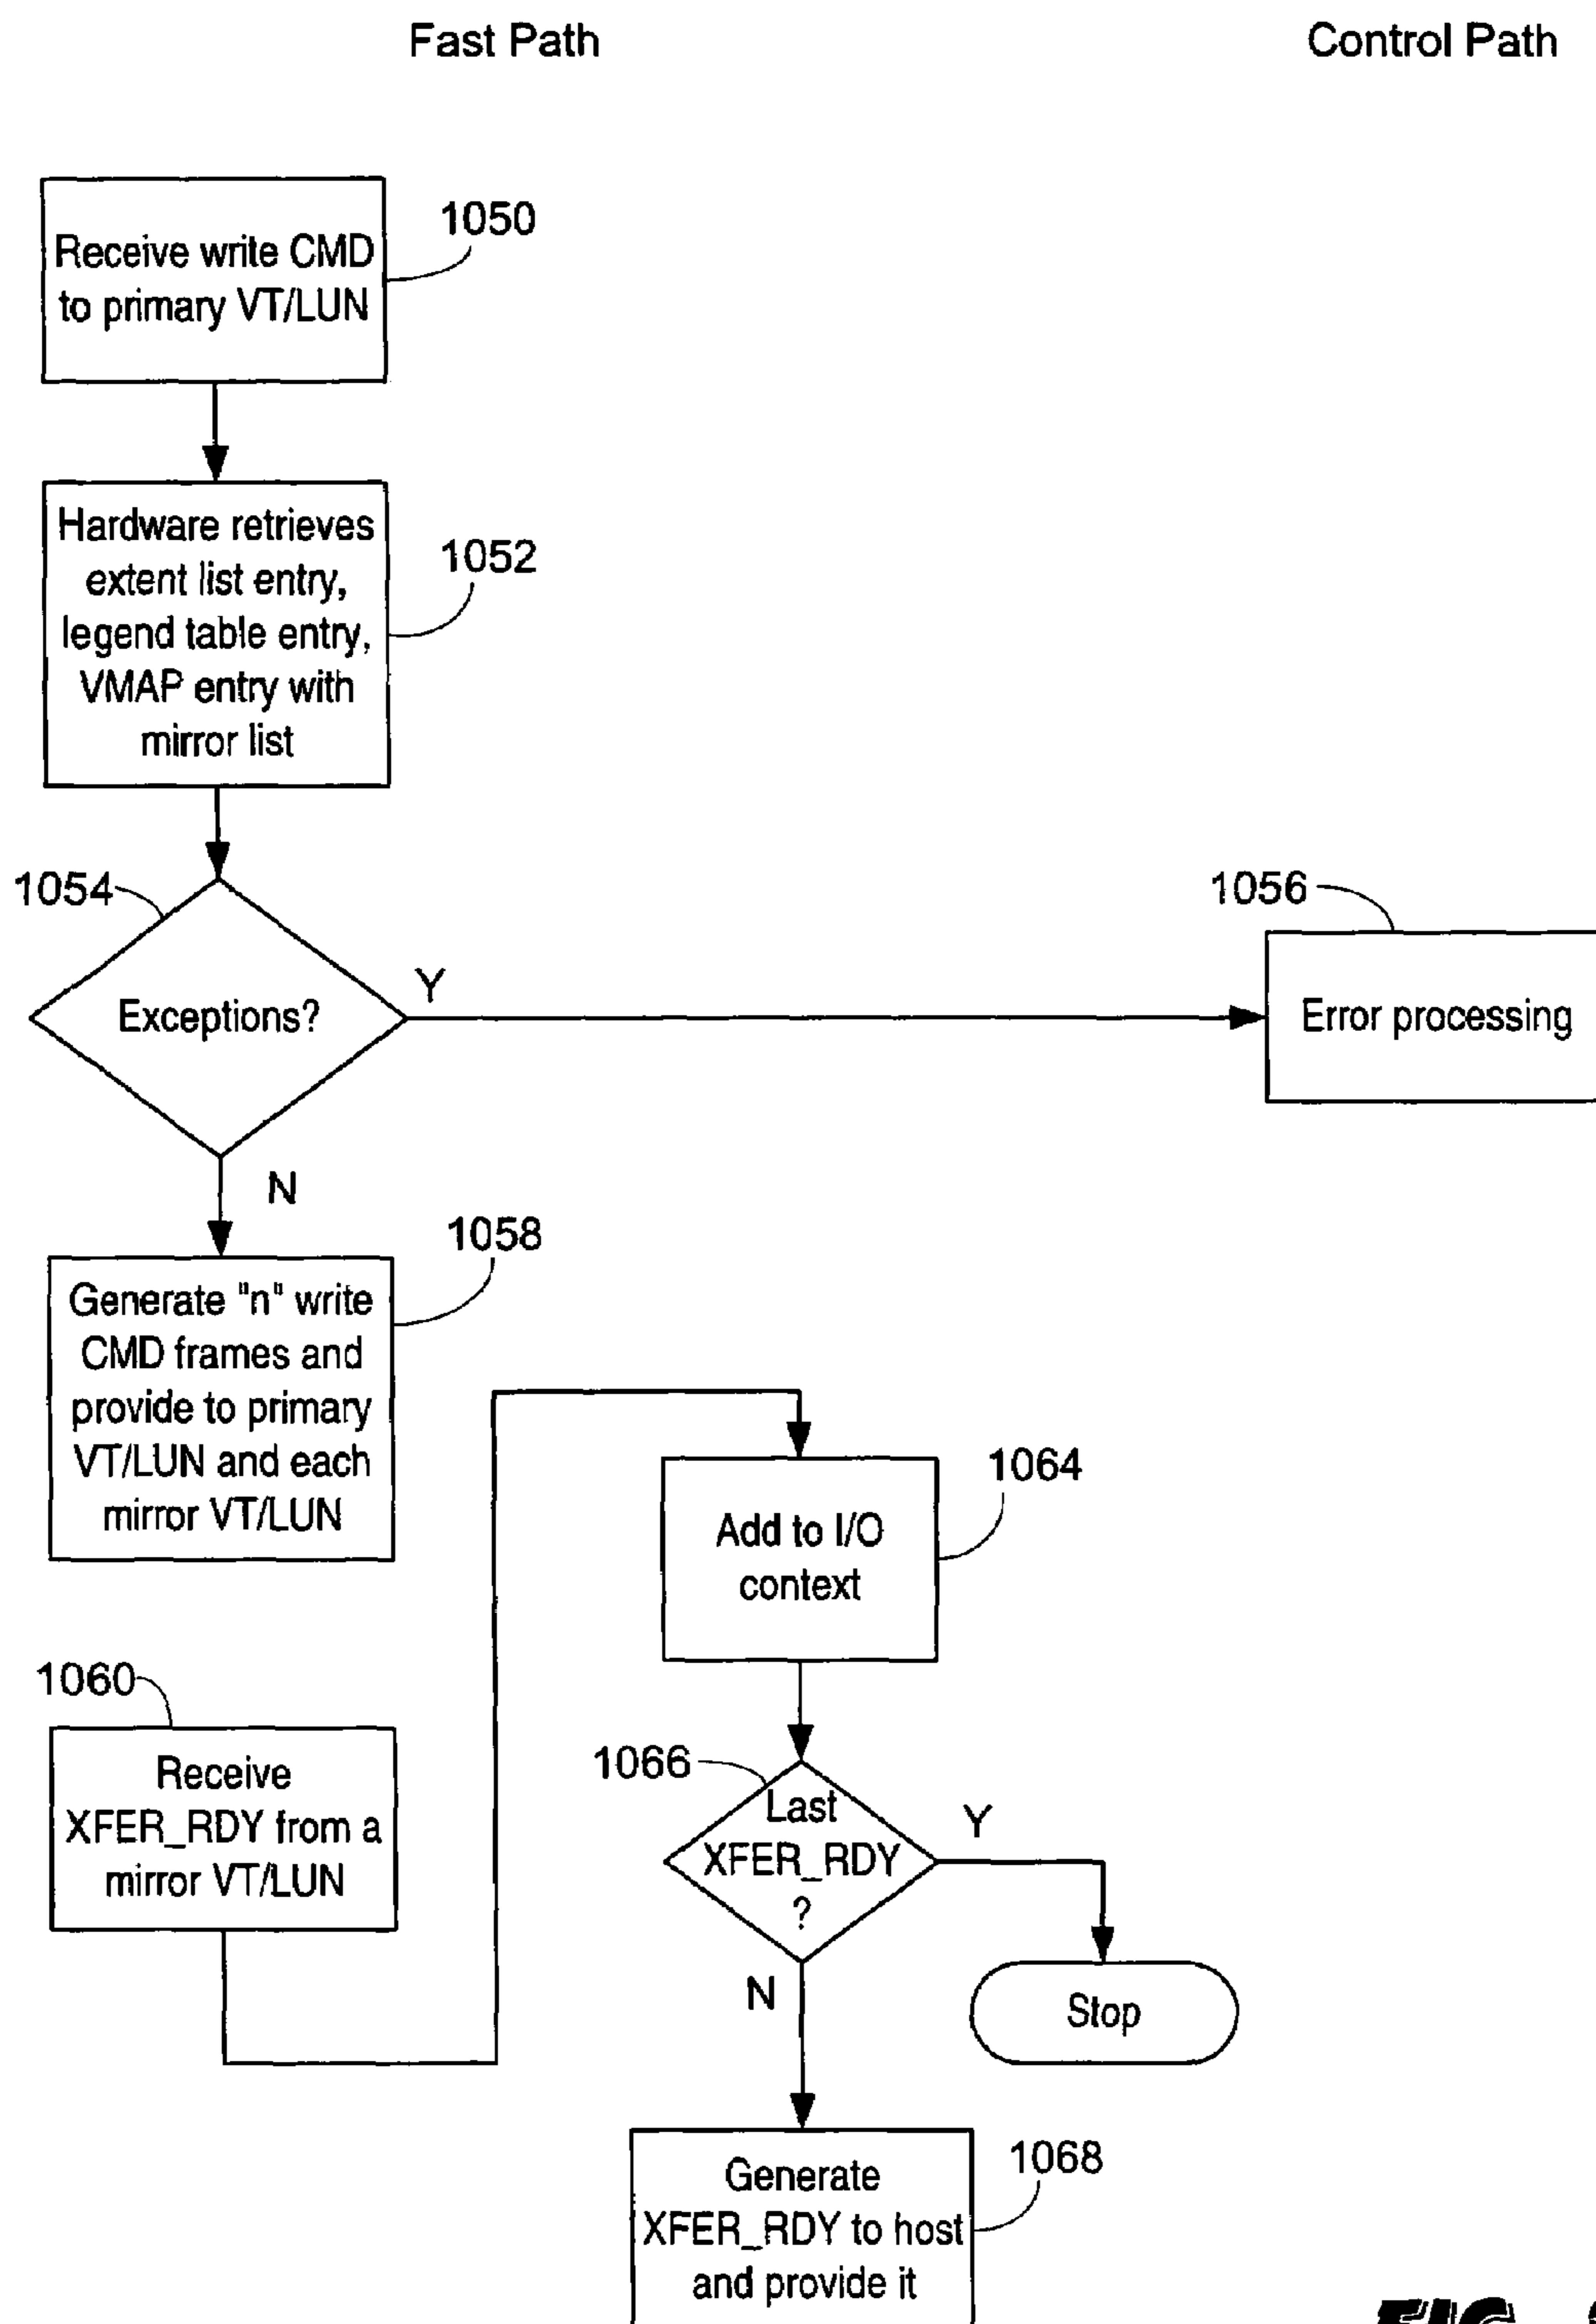 Fast Path
Control Path
1050
Receive write CMD
to primary VT/LUN
Hardware retrieves
extent list entry,
legend table entry,
VMAP entry with
mirror list
1052
1054
Exceptions?
Y
1056
Error processing
N
1058
Generate "n" write
CMD frames and
provide to primary
VT/LUN and each
mirror VT/LUN
1064
Add to I/O
context
1060
Receive
XFER_RDY from a
mirror VT/LUN
1066
Last
XFER_RDY
?
Y
N
Stop
1068
Generate
XFER_RDY to host
and provide it
FIG.